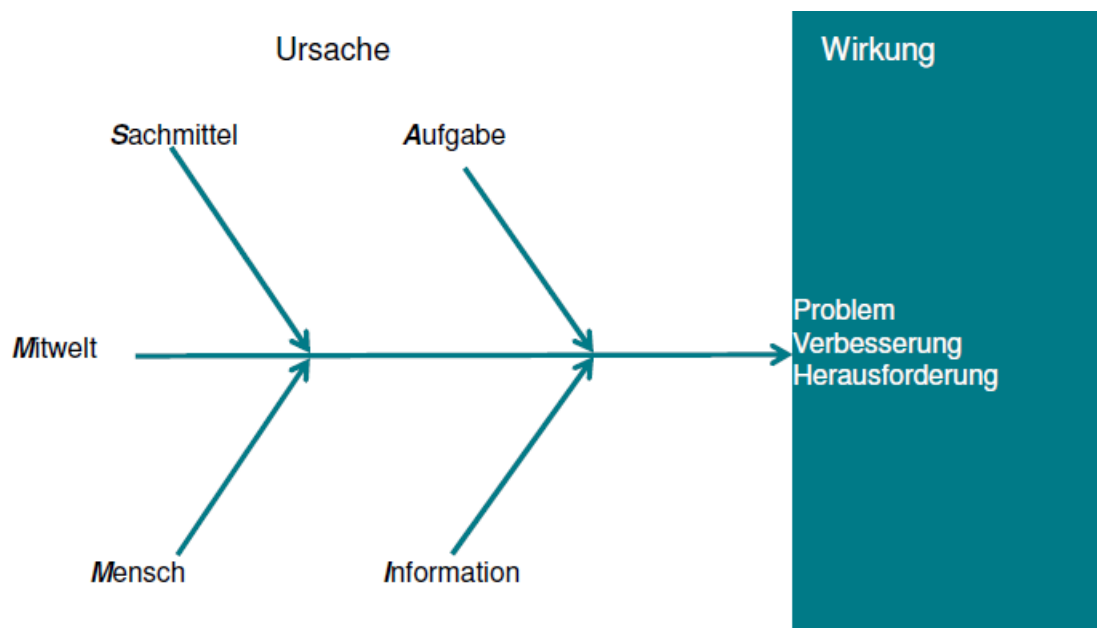 Ursache
Wirkung
Sachmittel
Aufgabe
Mitwelt
Problem
Verbesserung
Herausforderung
Mensch
Information